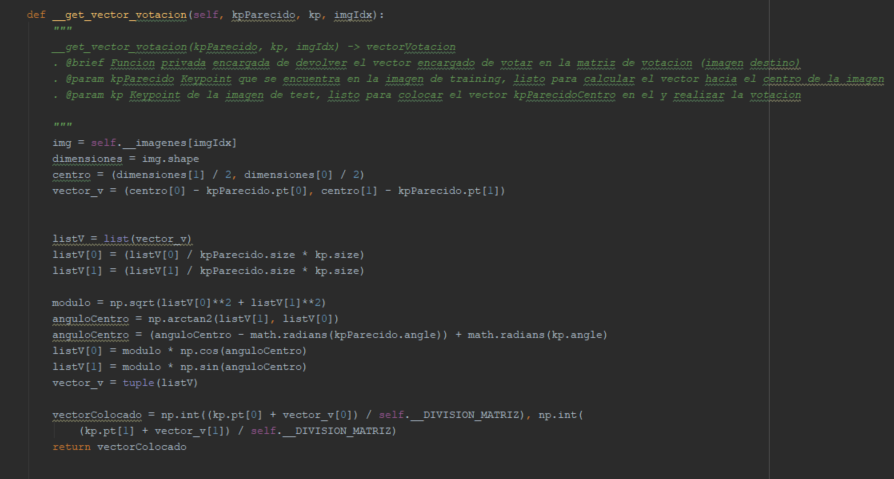 def __get_vector_votacion(self, kpParecido, kp, imgIdx):
"""
__get_vector_votacion(kpParecido, kp, imgIdx) -> vectorVotacion
. @brief Funcion privada encargada de devolver el vector encargado de votar en la matriz de votacion (imagen destino)
. @param kpParecido Keypoint que se encuentra en la imagen de training, listo para calcular el vector hacia el centro de la imagen
. @param kp Keypoint de la imagen de test, listo para colocar el vector kpParecidoCentro en el y realizar la votacion
"""
img = self.__imagenes[imgIdx]
dimensiones = img.shape
centro = (dimensiones[1] / 2, dimensiones[0] / 2)
vector_v = (centro[0] - kpParecido.pt[0], centro[1] - kpParecido.pt[1])
listV = list(vector_v)
listV[0] = (listV[0] / kpParecido.size * kp.size)
listV[1] = (listV[1] / kpParecido.size * kp.size)
modulo = np.sqrt(listV[0]**2 + listV[1]**2)
anguloCentro = np.arctan2(listV[1], listV[0])
anguloCentro = (anguloCentro - math.radians(kpParecido.angle)) + math.radians(kp.angle)
listV[0] = modulo * np.cos(anguloCentro)
listV[1] = modulo * np.sin(anguloCentro)
vector_v = tuple(listV)
vectorColocado = np.int((kp.pt[0] + vector_v[0]) / self.__DIVISION_MATRIZ), np.int(
(kp.pt[1] + vector_v[1]) / self.__DIVISION_MATRIZ)
return vectorColocado